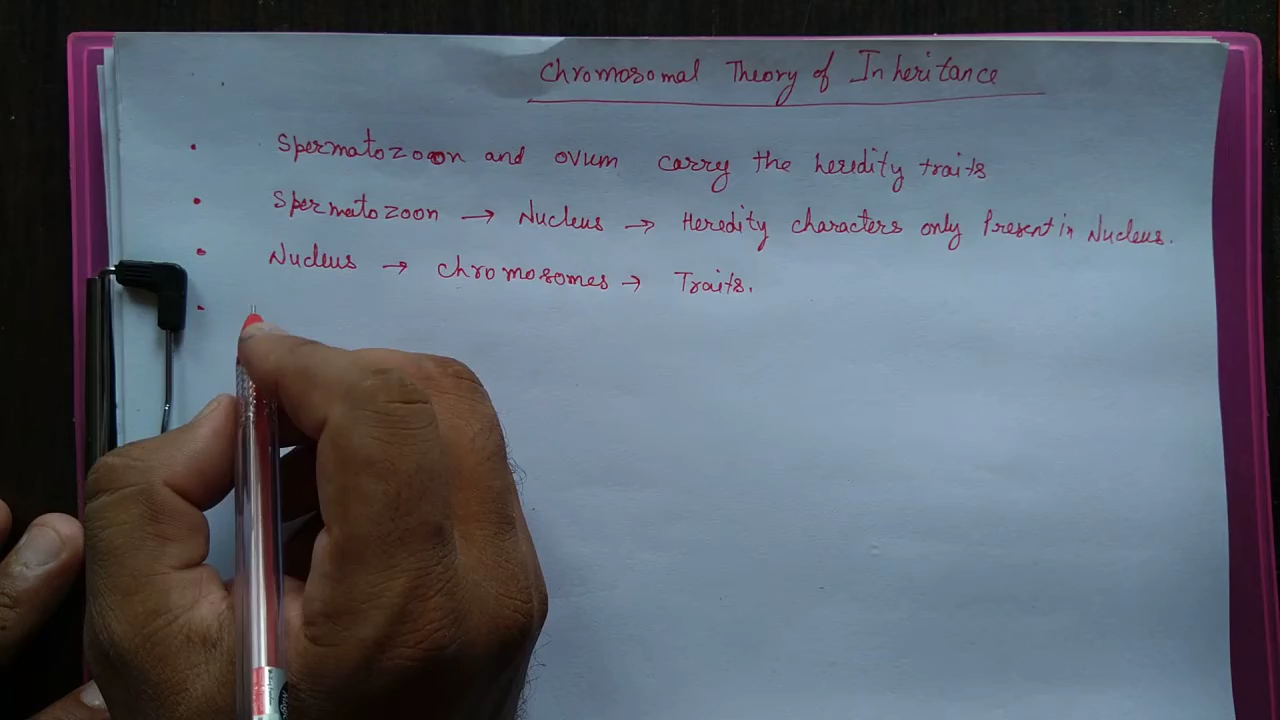 Chromosomal Theory of Inheritance
• Spermatozoon and ovum carry the heredity traits
• Spermatozoon → Nucleus → Heredity characters only Present in Nucleus.
• Nucleus → chromosomes → Traits.
•